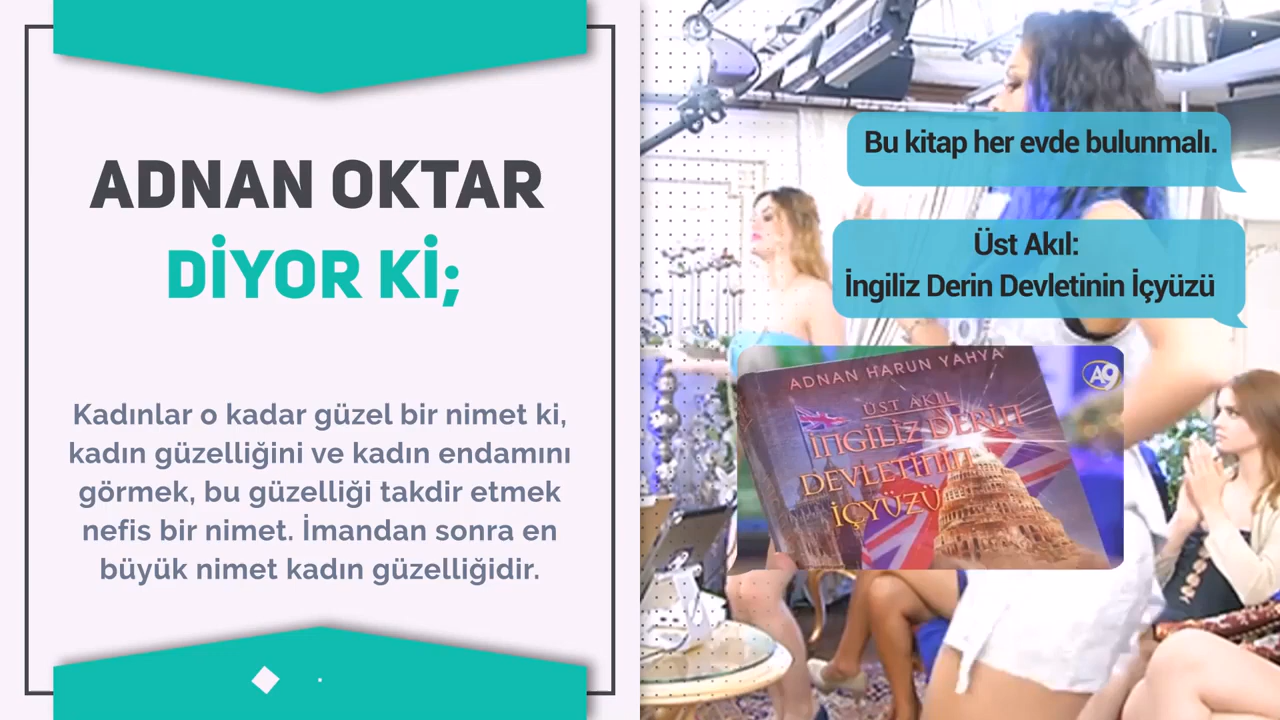 ADNAN OKTAR
DİYOR Kİ;
Kadınlar o kadar güzel bir nimet ki,
kadın güzelliğini ve kadın endamını
görmek, bu güzelliği takdir etmek
nefis bir nimet. İmandan sonra en
büyük nimet kadın güzelliğidir.
Bu kitap her evde bulunmalı.
Üst Akıl:
İngiliz Derin Devletinin İçyüzü
ADNAN HARUN YAHYA
ÜST AKIL
İNGİLİZ DERİN
DEVLETİNİN
İÇYÜZÜ
A9